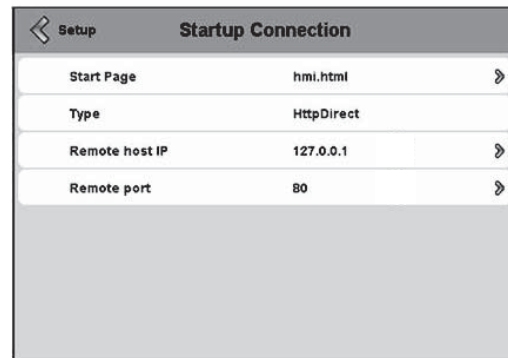 Setup Startup Connection
Start Page hmi.html
Type HttpDirect
Remote host IP 127.0.0.1
Remote port 80